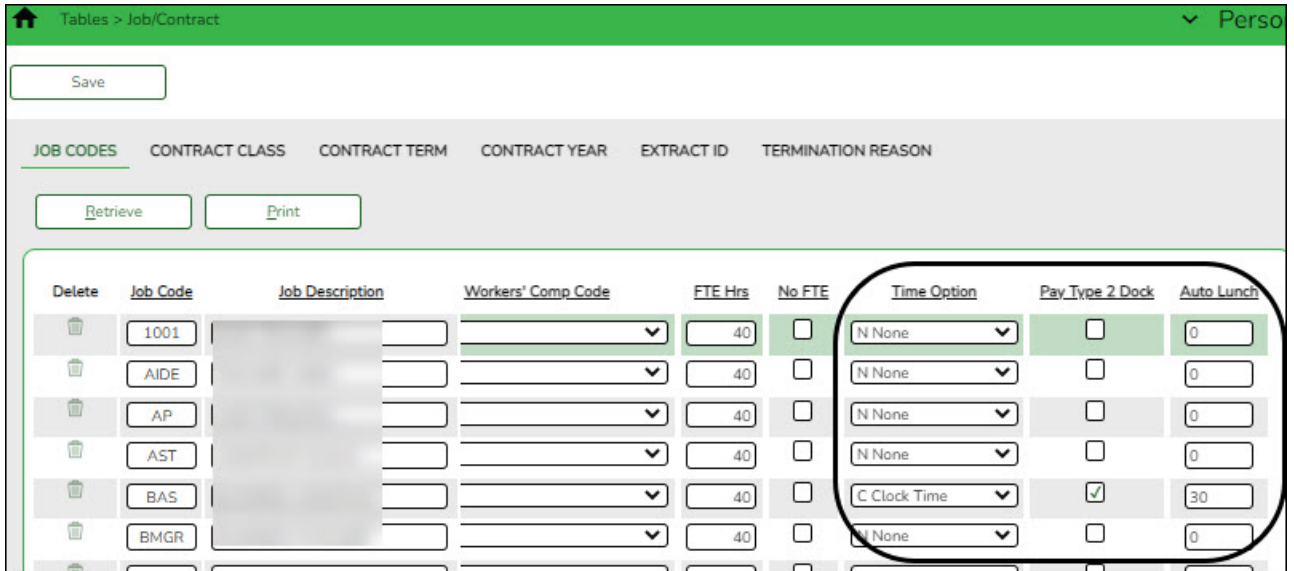 Tables > Job/Contract Perso
Save
JOB CODES CONTRACT CLASS CONTRACT TERM CONTRACT YEAR EXTRACT ID TERMINATION REASON
Retrieve Print
Delete Job Code Job Description Workers' Comp Code FTE Hrs No FTE Time Option Pay Type 2 Dock Auto Lunch
1001 40 N None 0
AIDE 40 N None 0
AP 40 N None 0
AST 40 N None 0
BAS 40 C Clock Time 30
BMGR 40 N None 0